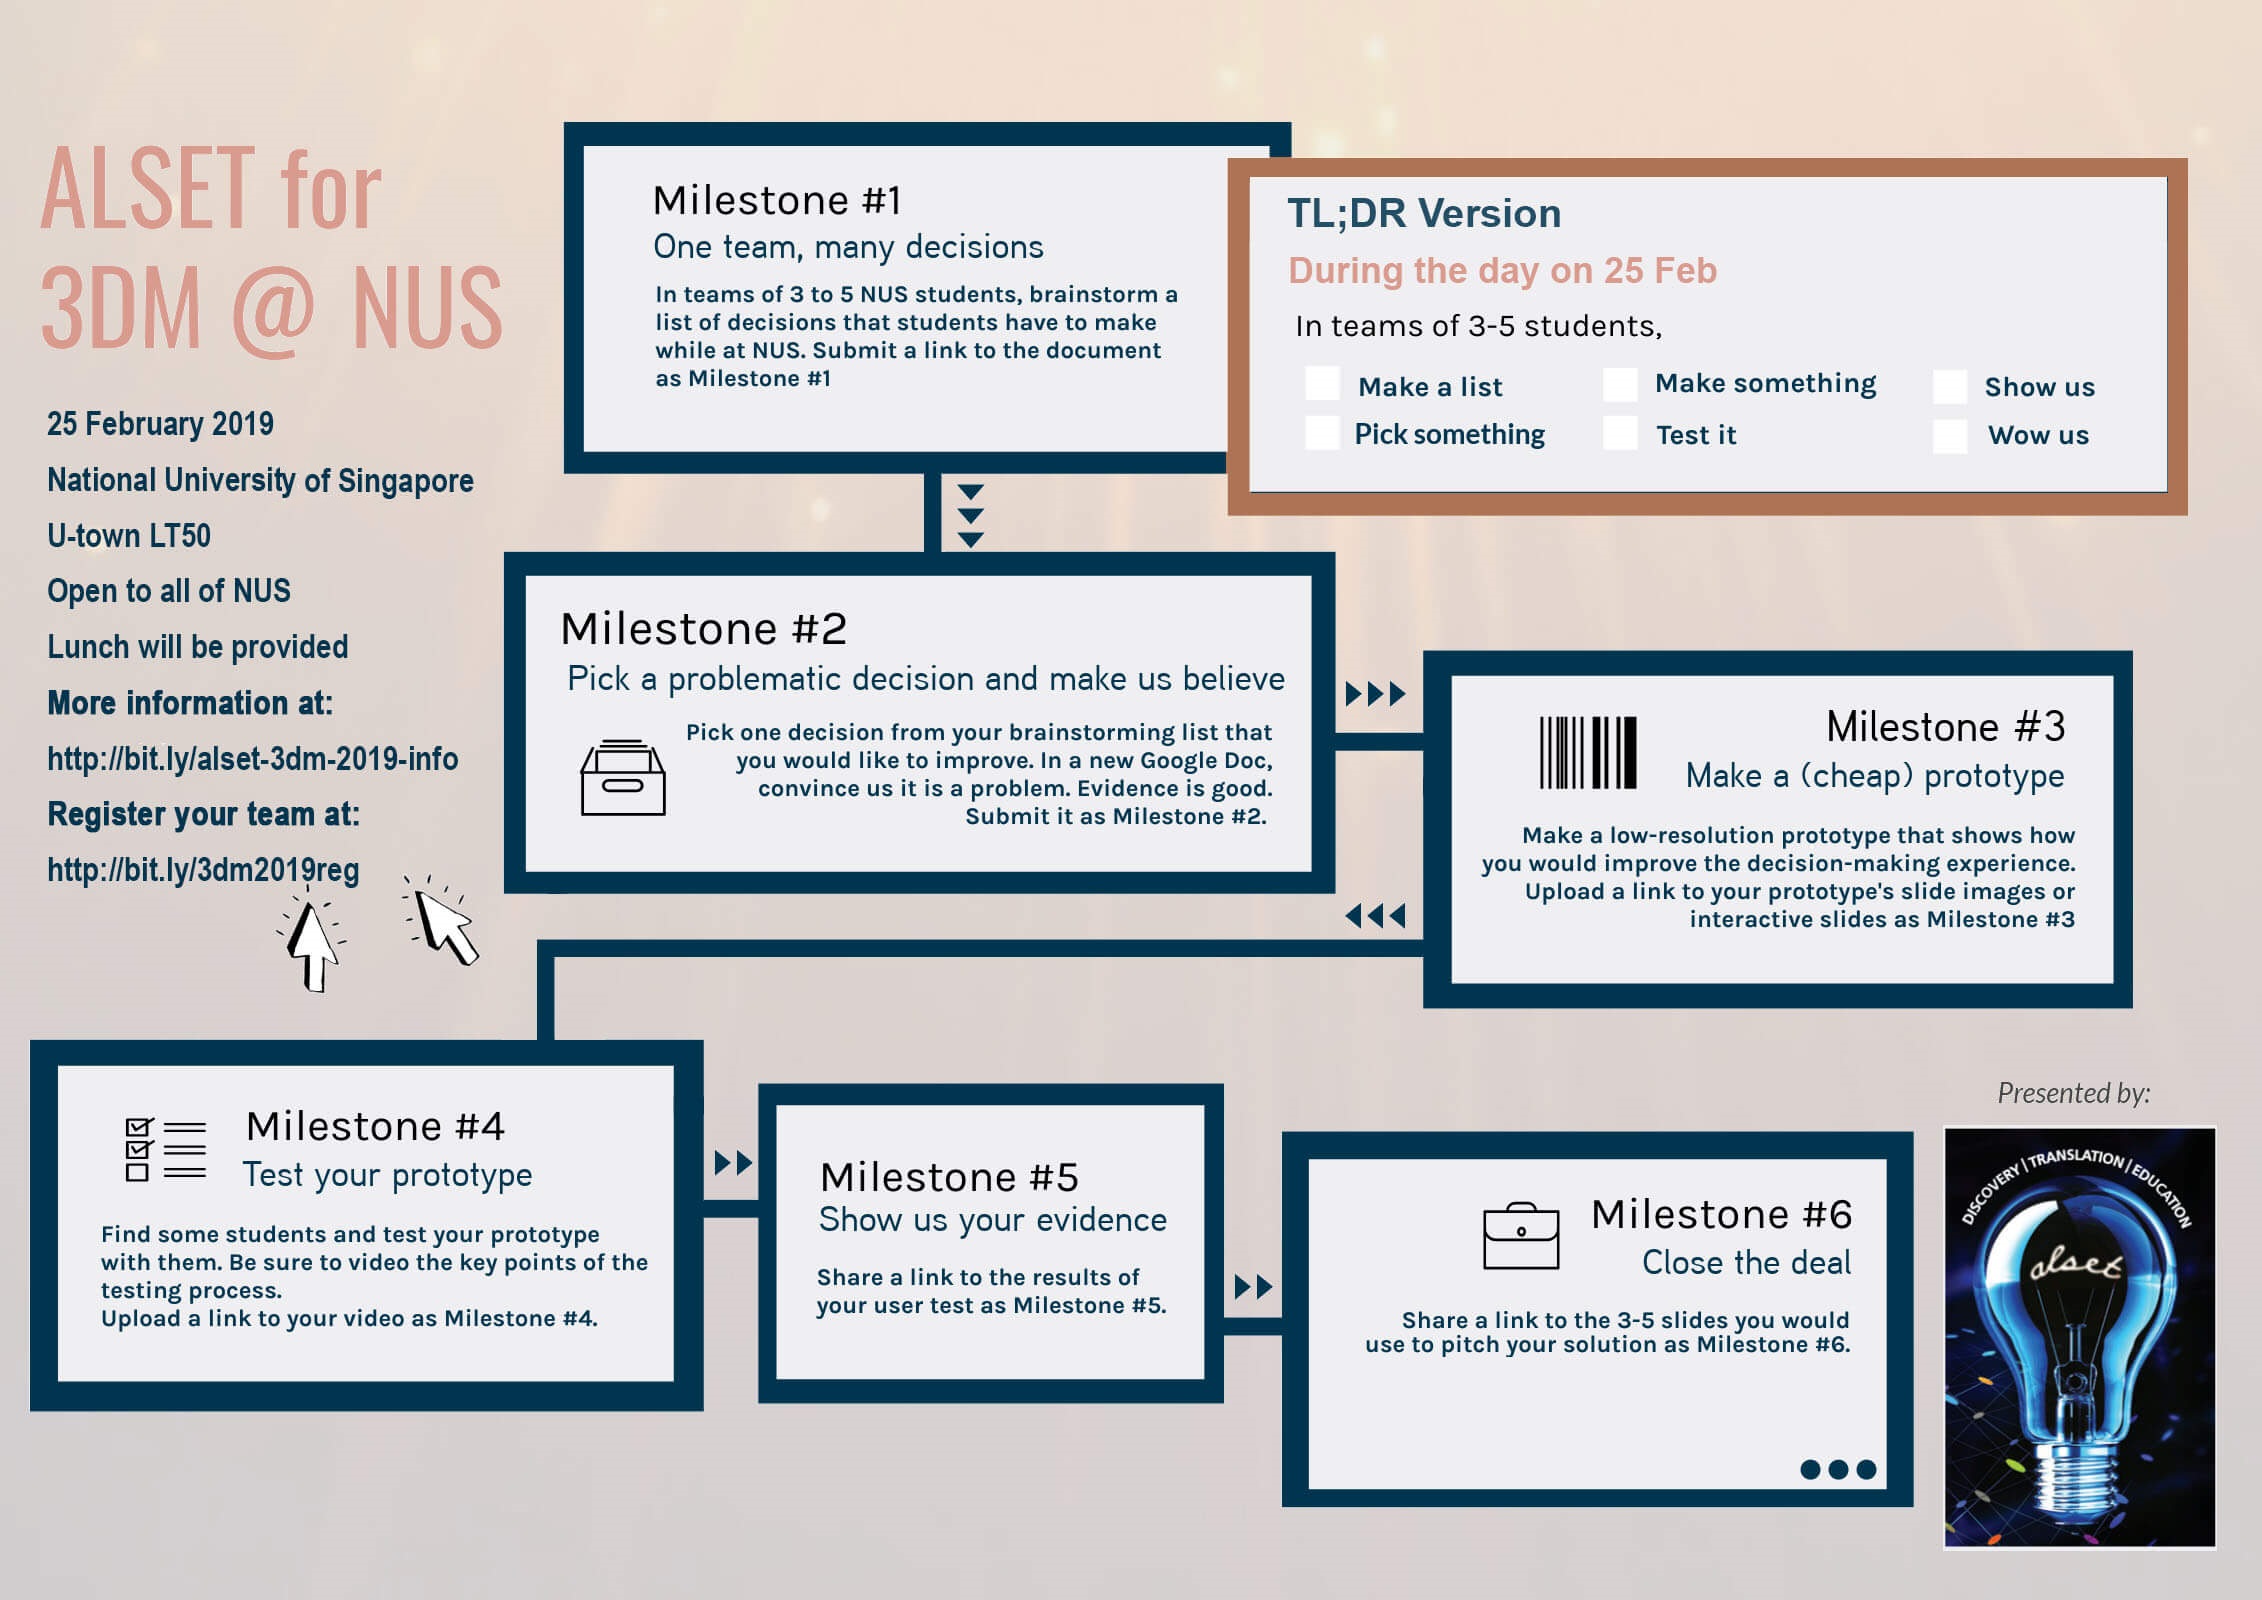 ALSET for
3DM @ NUS
25 February 2019
National University of Singapore
U-town LT50
Open to all of NUS
Lunch will be provided
More information at:
http://bit.ly/alset-3dm-2019-info
Register your team at:
http://bit.ly/3dm2019reg
Milestone #1
One team, many decisions
In teams of 3 to 5 NUS students, brainstorm a
list of decisions that students have to make
while at NUS. Submit a link to the document
as Milestone #1
TL;DR Version
During the day on 25 Feb
In teams of 3-5 students,
Make a list
Pick something
Make something
Test it
Show us
Wow us
Milestone #2
Pick a problematic decision and make us believe
Pick one decision from your brainstorming list that
you would like to improve. In a new Google Doc,
convince us it is a problem. Evidence is good.
Submit it as Milestone #2.
Milestone #3
Make a (cheap) prototype
Make a low-resolution prototype that shows how
you would improve the decision-making experience.
Upload a link to your prototype's slide images or
interactive slides as Milestone #3
Milestone #4
Test your prototype
Find some students and test your prototype
with them. Be sure to video the key points of the
testing process.
Upload a link to your video as Milestone #4.
Milestone #5
Show us your evidence
Share a link to the results of
your user test as Milestone #5.
Milestone #6
Close the deal
Share a link to the 3-5 slides you would
use to pitch your solution as Milestone #6.
Presented by:
DISCOVERY | TRANSLATION | EDUCATION
alset